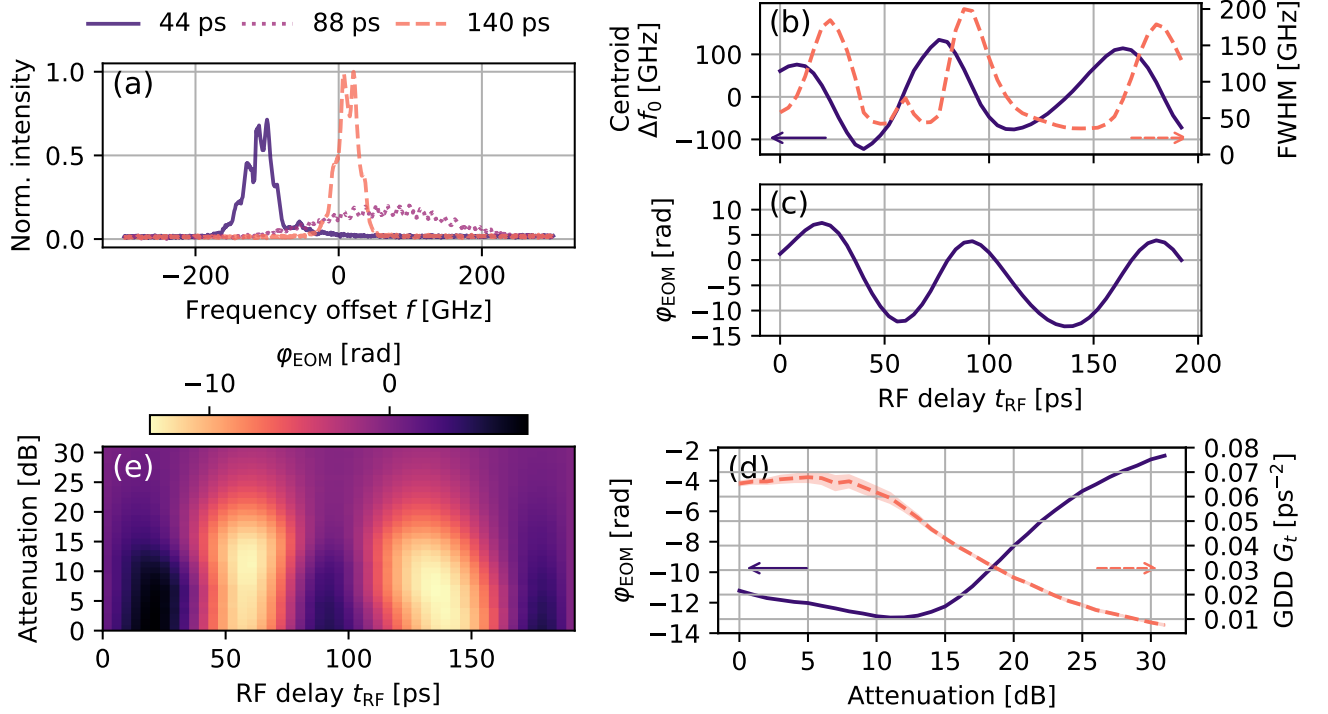 44 ps 88 ps 140 ps
(a)
Norm. intensity
1.0
0.5
0.0
−200 0 200
Frequency offset f [GHz]
(b)
Centroid
Δf₀ [GHz]
100
0
−100
FWHM [GHz]
200
150
100
50
0
(c)
φEOM [rad]
10
5
0
−5
−10
−15
0 50 100 150 200
RF delay tRF [ps]
φEOM [rad]
−10 0
(e)
Attenuation [dB]
30
25
20
15
10
5
0
0 50 100 150
RF delay tRF [ps]
(d)
φEOM [rad]
−2
−4
−6
−8
−10
−12
−14
GDD Gt [ps⁻²]
0.08
0.07
0.06
0.05
0.04
0.03
0.02
0.01
0 5 10 15 20 25 30
Attenuation [dB]